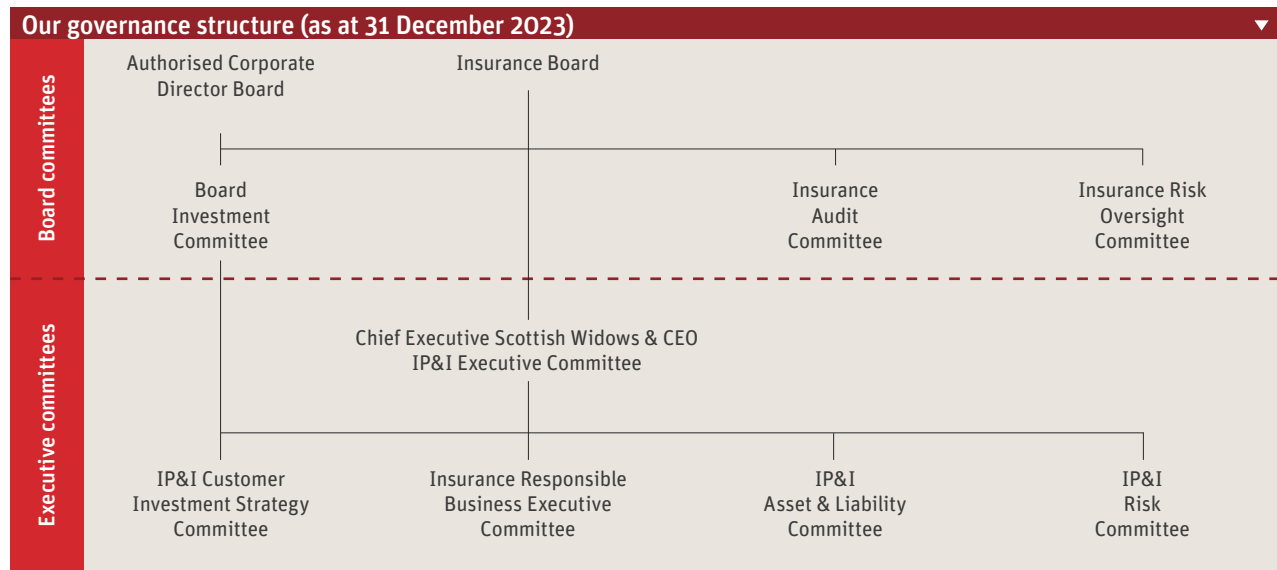 Our governance structure (as at 31 December 2023)
Board committees
Authorised Corporate
Director Board
Insurance Board
Board
Investment
Committee
Insurance
Audit
Committee
Insurance Risk
Oversight
Committee
Executive committees
Chief Executive Scottish Widows & CEO
IP&I Executive Committee
IP&I Customer
Investment Strategy
Committee
Insurance Responsible
Business Executive
Committee
IP&I
Asset & Liability
Committee
IP&I
Risk
Committee